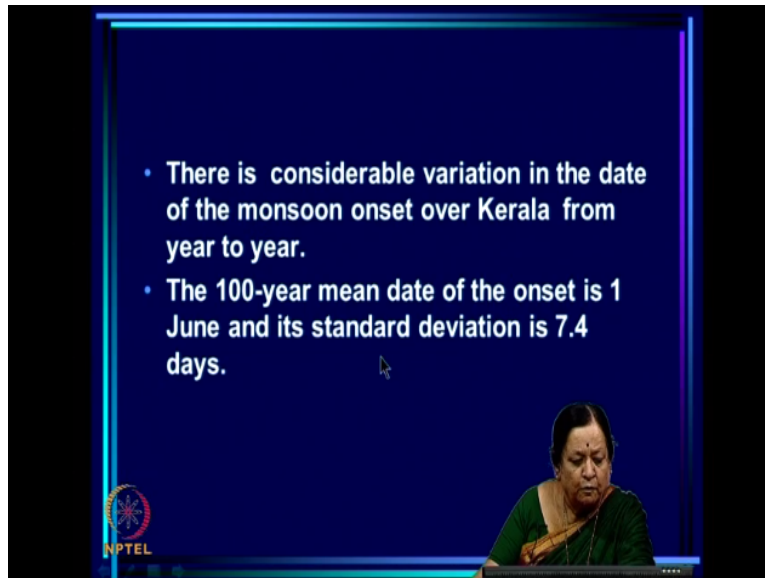 • There is considerable variation in the date
of the monsoon onset over Kerala from
year to year.
• The 100-year mean date of the onset is 1
June and its standard deviation is 7.4
days.
NPTEL